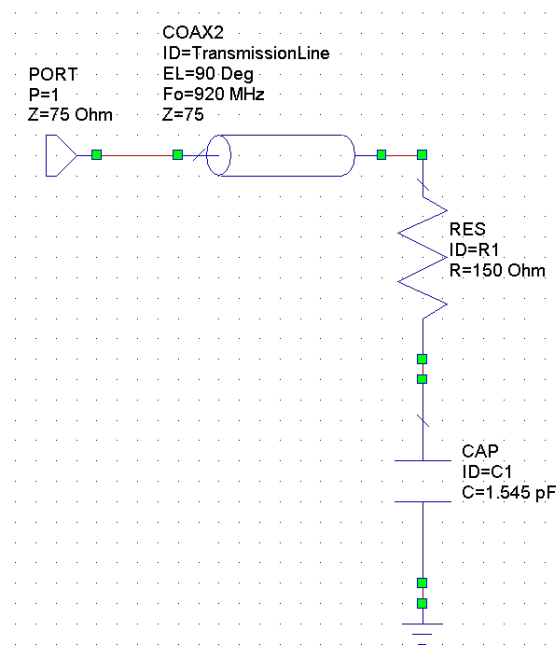 COAX2
ID=TransmissionLine
EL=90 Deg
Fo=920 MHz
Z=75
PORT
P=1
Z=75 Ohm
RES
ID=R1
R=150 Ohm
CAP
ID=C1
C=1.545 pF